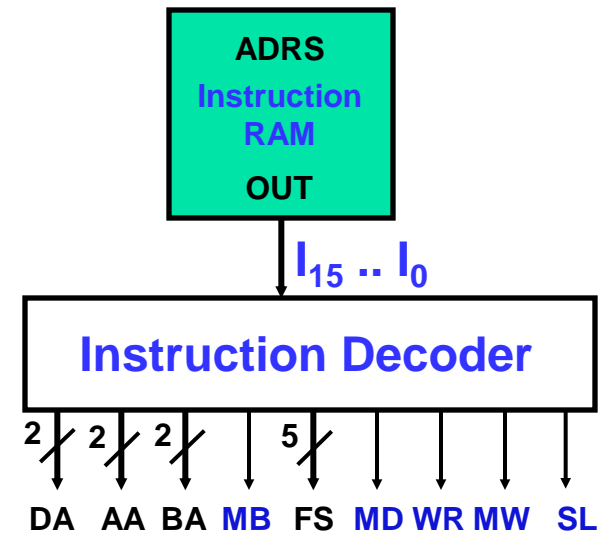 ADRS
Instruction
RAM
OUT
I15 .. I0
Instruction Decoder
2 2 2 5
DA AA BA MB FS MD WR MW SL